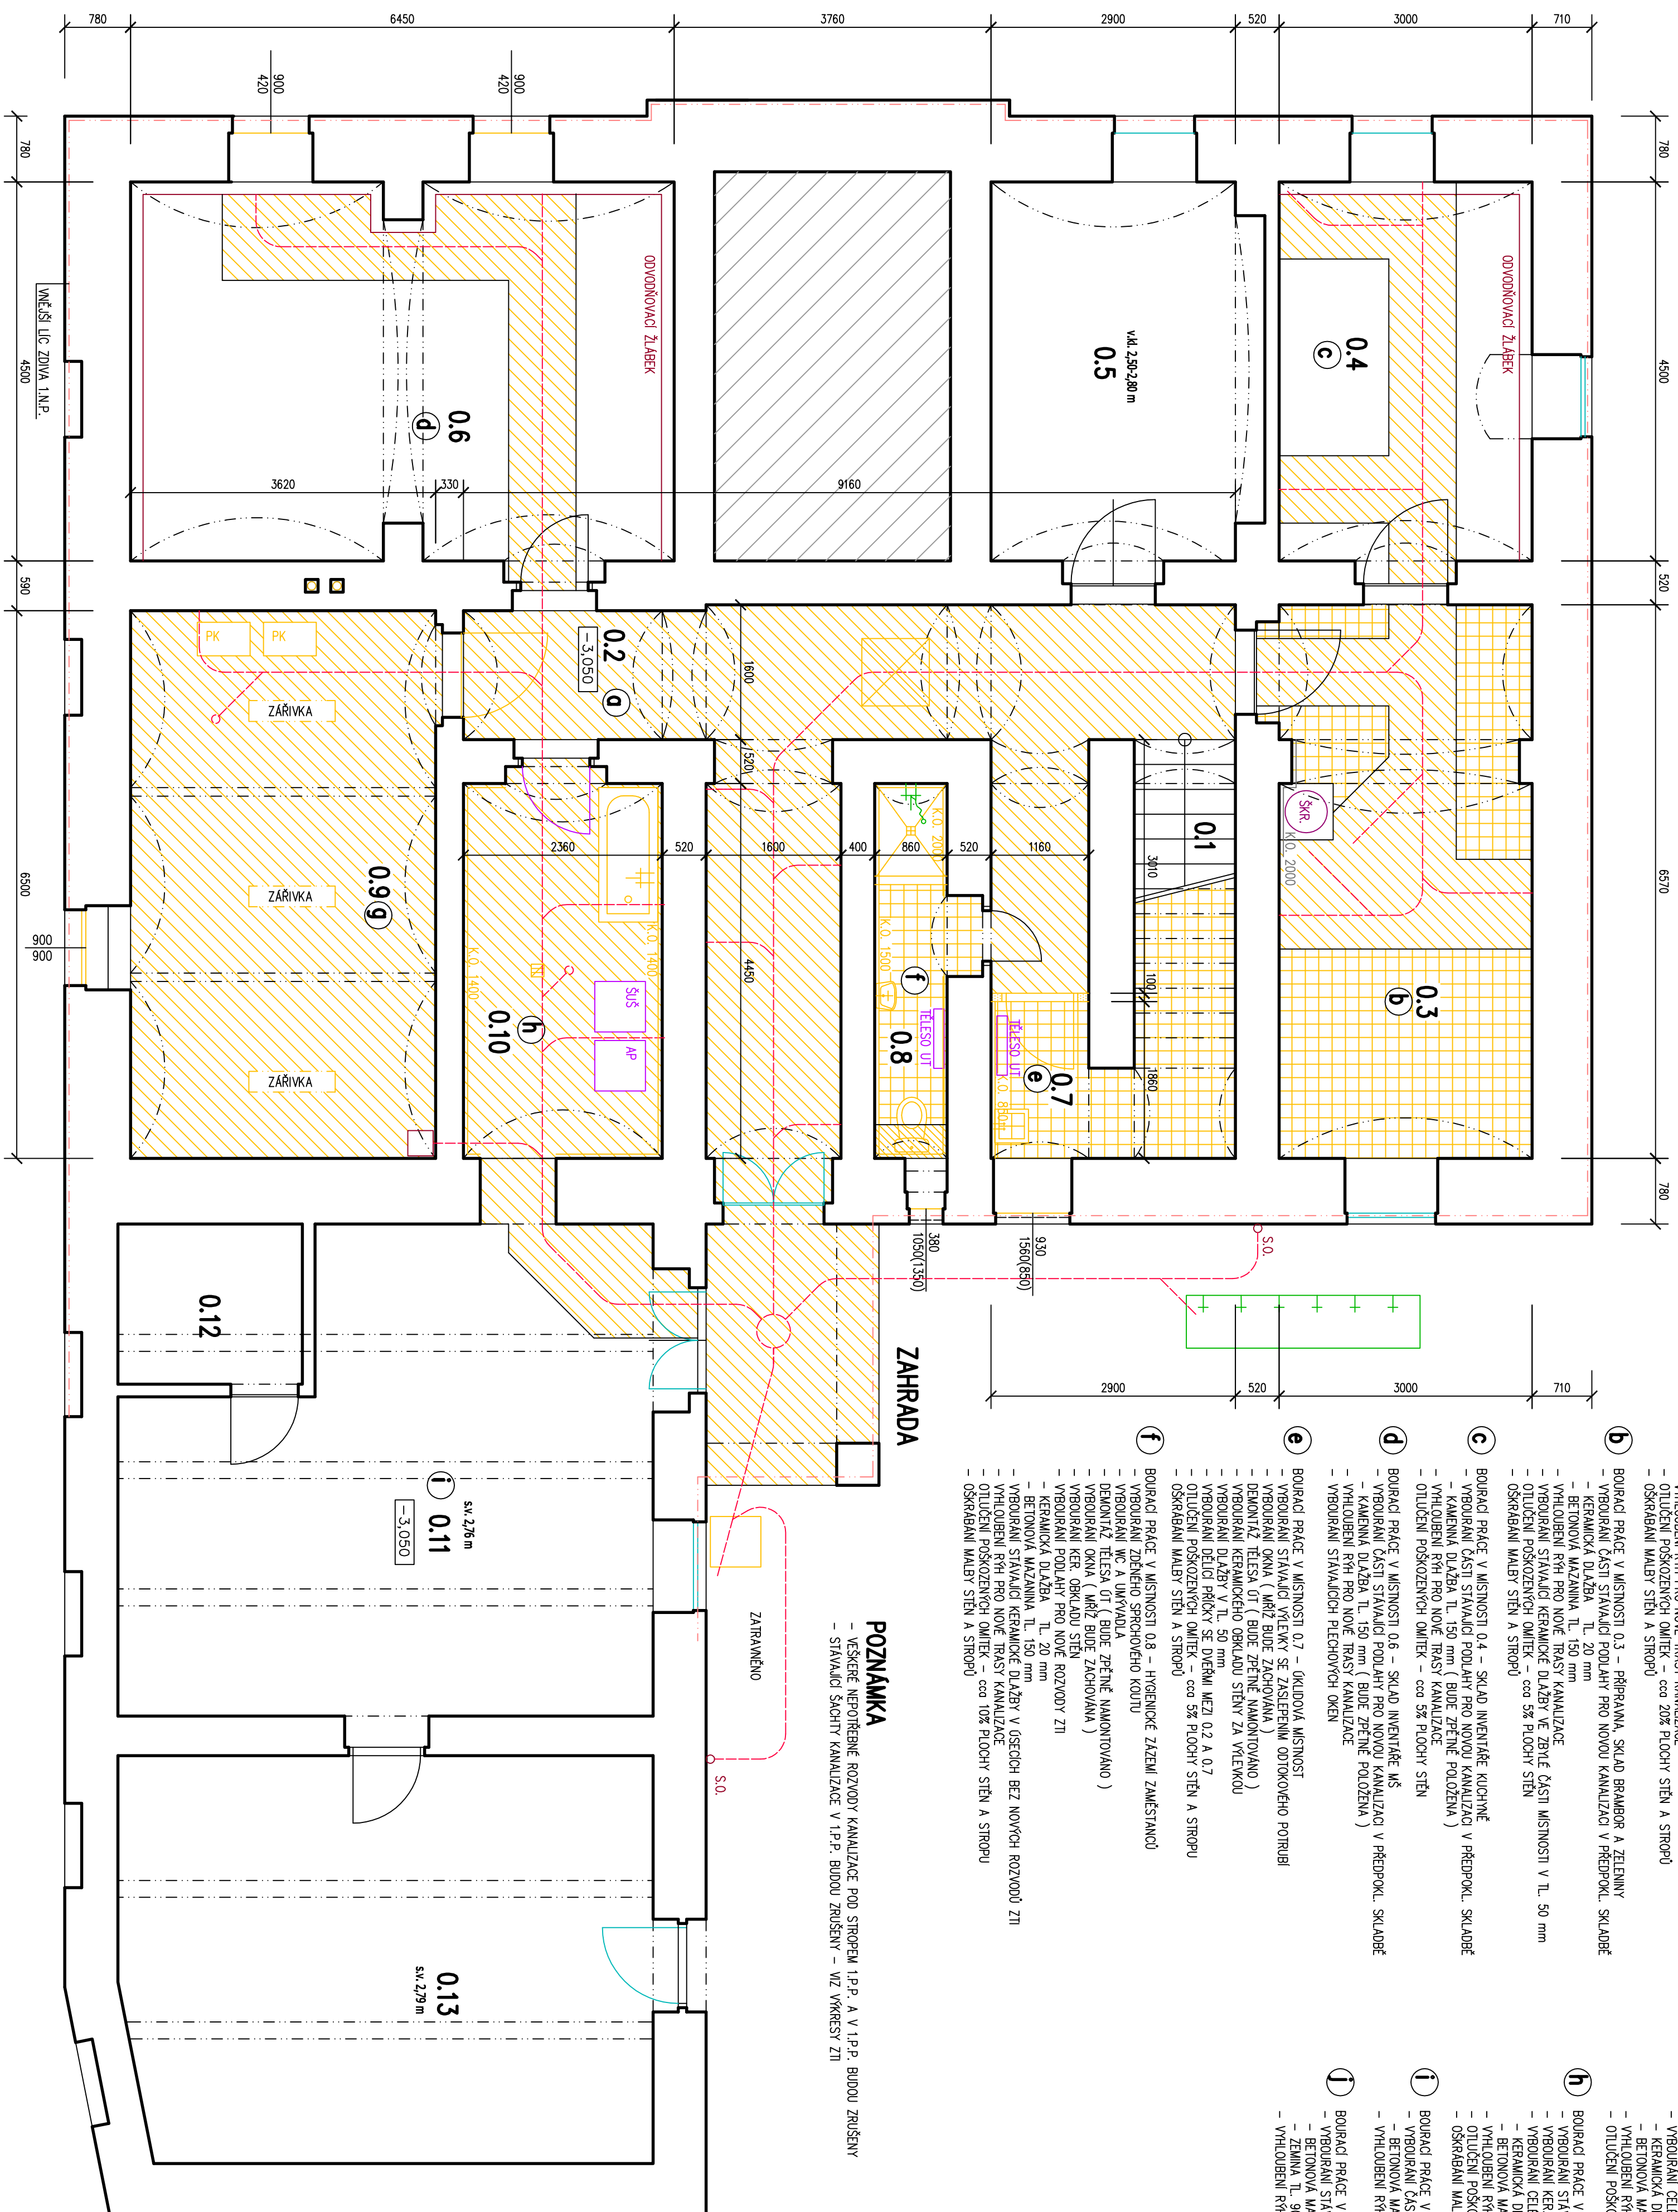 - OTLUČENÍ POŠKOZENÝCH OMÍTEK - cca 20% PLOCHY STĚN A STROPŮ
- OŠKRÁBÁNÍ MALBY STĚN A STROPŮ
b BOURACÍ PRÁCE V MÍSTNOSTI 0.3 - PŘÍPRAVNA, SKLAD BRAMBOR A ZELENINY
- VYBOURÁNÍ ČÁSTI STÁVAJÍCÍ PODLAHY PRO NOVOU KANALIZACI V PŘEDPOKL. SKLADBĚ
- KERAMICKÁ DLAŽBA TL. 20 mm
- BETONOVÁ MAZANINA TL. 150 mm
- VYHLOUBENÍ RÝH PRO NOVÉ TRASY KANALIZACE
- VYBOURÁNÍ STÁVAJÍCÍ KERAMICKÉ DLAŽBY VE ZBYLÉ ČÁSTI MÍSTNOSTI V TL. 50 mm
- OTLUČENÍ POŠKOZENÝCH OMÍTEK - cca 5% PLOCHY STĚN
- OŠKRÁBÁNÍ MALBY STĚN A STROPŮ
c BOURACÍ PRÁCE V MÍSTNOSTI 0.4 - SKLAD INVENTÁŘE KUCHYNĚ
- VYBOURÁNÍ ČÁSTI STÁVAJÍCÍ PODLAHY PRO NOVOU KANALIZACI V PŘEDPOKL. SKLADBĚ
- KAMENNÁ DLAŽBA TL. 150 mm ( BUDE ZPĚTNĚ POLOŽENA )
- VYHLOUBENÍ RÝH PRO NOVÉ TRASY KANALIZACE
- OTLUČENÍ POŠKOZENÝCH OMÍTEK - cca 5% PLOCHY STĚN
d BOURACÍ PRÁCE V MÍSTNOSTI 0.6 - SKLAD INVENTÁŘE MŠ
- VYBOURÁNÍ ČÁSTI STÁVAJÍCÍ PODLAHY PRO NOVOU KANALIZACI V PŘEDPOKL. SKLADBĚ
- KAMENNÁ DLAŽBA TL. 150 mm ( BUDE ZPĚTNĚ POLOŽENA )
- VYHLOUBENÍ RÝH PRO NOVÉ TRASY KANALIZACE
- VYBOURÁNÍ STÁVAJÍCÍCH PLECHOVÝCH OKEN
e BOURACÍ PRÁCE V MÍSTNOSTI 0.7 - ÚKLIDOVÁ MÍSTNOST
- VYBOURÁNÍ STÁVAJÍCÍ VÝLEVKY SE ZASLEPENÍM ODTOKOVÉHO POTRUBÍ
- VYBOURÁNÍ OKNA ( MŘÍŽ BUDE ZACHOVÁNA )
- DEMONTÁŽ TĚLESA ÚT ( BUDE ZPĚTNĚ NAMONTOVÁNO )
- VYBOURÁNÍ KERAMICKÉHO OBKLADU STĚNY ZA VÝLEVKOU
- VYBOURÁNÍ DLAŽBY V TL. 50 mm
- VYBOURÁNÍ DĚLÍCÍ PŘÍČKY SE DVEŘMI MEZI 0.2 A 0.7
- OTLUČENÍ POŠKOZENÝCH OMÍTEK - cca 5% PLOCHY STĚN A STROPU
- OŠKRÁBÁNÍ MALBY STĚN A STROPŮ
f BOURACÍ PRÁCE V MÍSTNOSTI 0.8 - HYGIENICKÉ ZÁZEMÍ ZAMĚSTANCŮ
- VYBOURÁNÍ ZDĚNÉHO SPRCHOVÉHO KOUTU
- VYBOURÁNÍ WC A UMÝVADLA
- DEMONTÁŽ TĚLESA ÚT ( BUDE ZPĚTNĚ NAMONTOVÁNO )
- VYBOURÁNÍ OKNA ( MŘÍŽ BUDE ZACHOVÁNA )
- VYBOURÁNÍ KER. OBKLADU STĚN
- VYBOURÁNÍ PODLAHY PRO NOVÉ ROZVODY ZTI
- KERAMICKÁ DLAŽBA TL. 20 mm
- BETONOVÁ MAZANINA TL. 150 mm
- VYBOURÁNÍ STÁVAJÍCÍ KERAMICKÉ DLAŽBY V ÚSECÍCH BEZ NOVÝCH ROZVODŮ ZTI
- VYHLOUBENÍ RÝH PRO NOVÉ TRASY KANALIZACE
- OTLUČENÍ POŠKOZENÝCH OMÍTEK - cca 10% PLOCHY STĚN A STROPU
- OŠKRÁBÁNÍ MALBY STĚN A STROPŮ
h BOURACÍ PRÁCE V
i BOURACÍ PRÁCE V
j BOURACÍ PRÁCE V
POZNÁMKA
- VEŠKERÉ NEPOTŘEBNÉ ROZVODY KANALIZACE POD STROPEM 1.P.P. A V 1.P.P. BUDOU ZRUŠENY
- STÁVAJÍCÍ ŠACHTY KANALIZACE V 1.P.P. BUDOU ZRUŠENY - VIZ VÝKRESY ZTI
ZAHRADA
ZATRAVNĚNO
S.O.
S.O.
ODVODŇOVACÍ ŽLÁBEK
ODVODŇOVACÍ ŽLÁBEK
VNĚJŠÍ LÍC ZDIVA 1.N.P.
0.1
0.2
a
-3,050
0.3
b
0.4
c
v.kl. 2,50-2,80 m
0.5
0.6
d
0.7
e
0.8
f
0.9
g
0.10
h
s.v. 2,76 m
0.11
i
-3,050
0.12
0.13
s.v. 2,79 m
ŠKR.
K.O. 2000
K.O. 2000
K.O. 1500
K.O. 1400
K.O. 1400
TĚLESO UT
TĚLESO UT
ŠUŠ
AP
PK
PK
ZÁŘIVKA
ZÁŘIVKA
ZÁŘIVKA
780
6450
3760
2900
520
3000
710
900
420
900
420
780
4500
520
6570
780
780
4500
590
6500
900
900
3620
330
9160
1600
520
4450
2360
520
1600
400
860
520
1160
3010
100
1860
380
1050(1350)
930
1560(850)
2900
520
3000
710